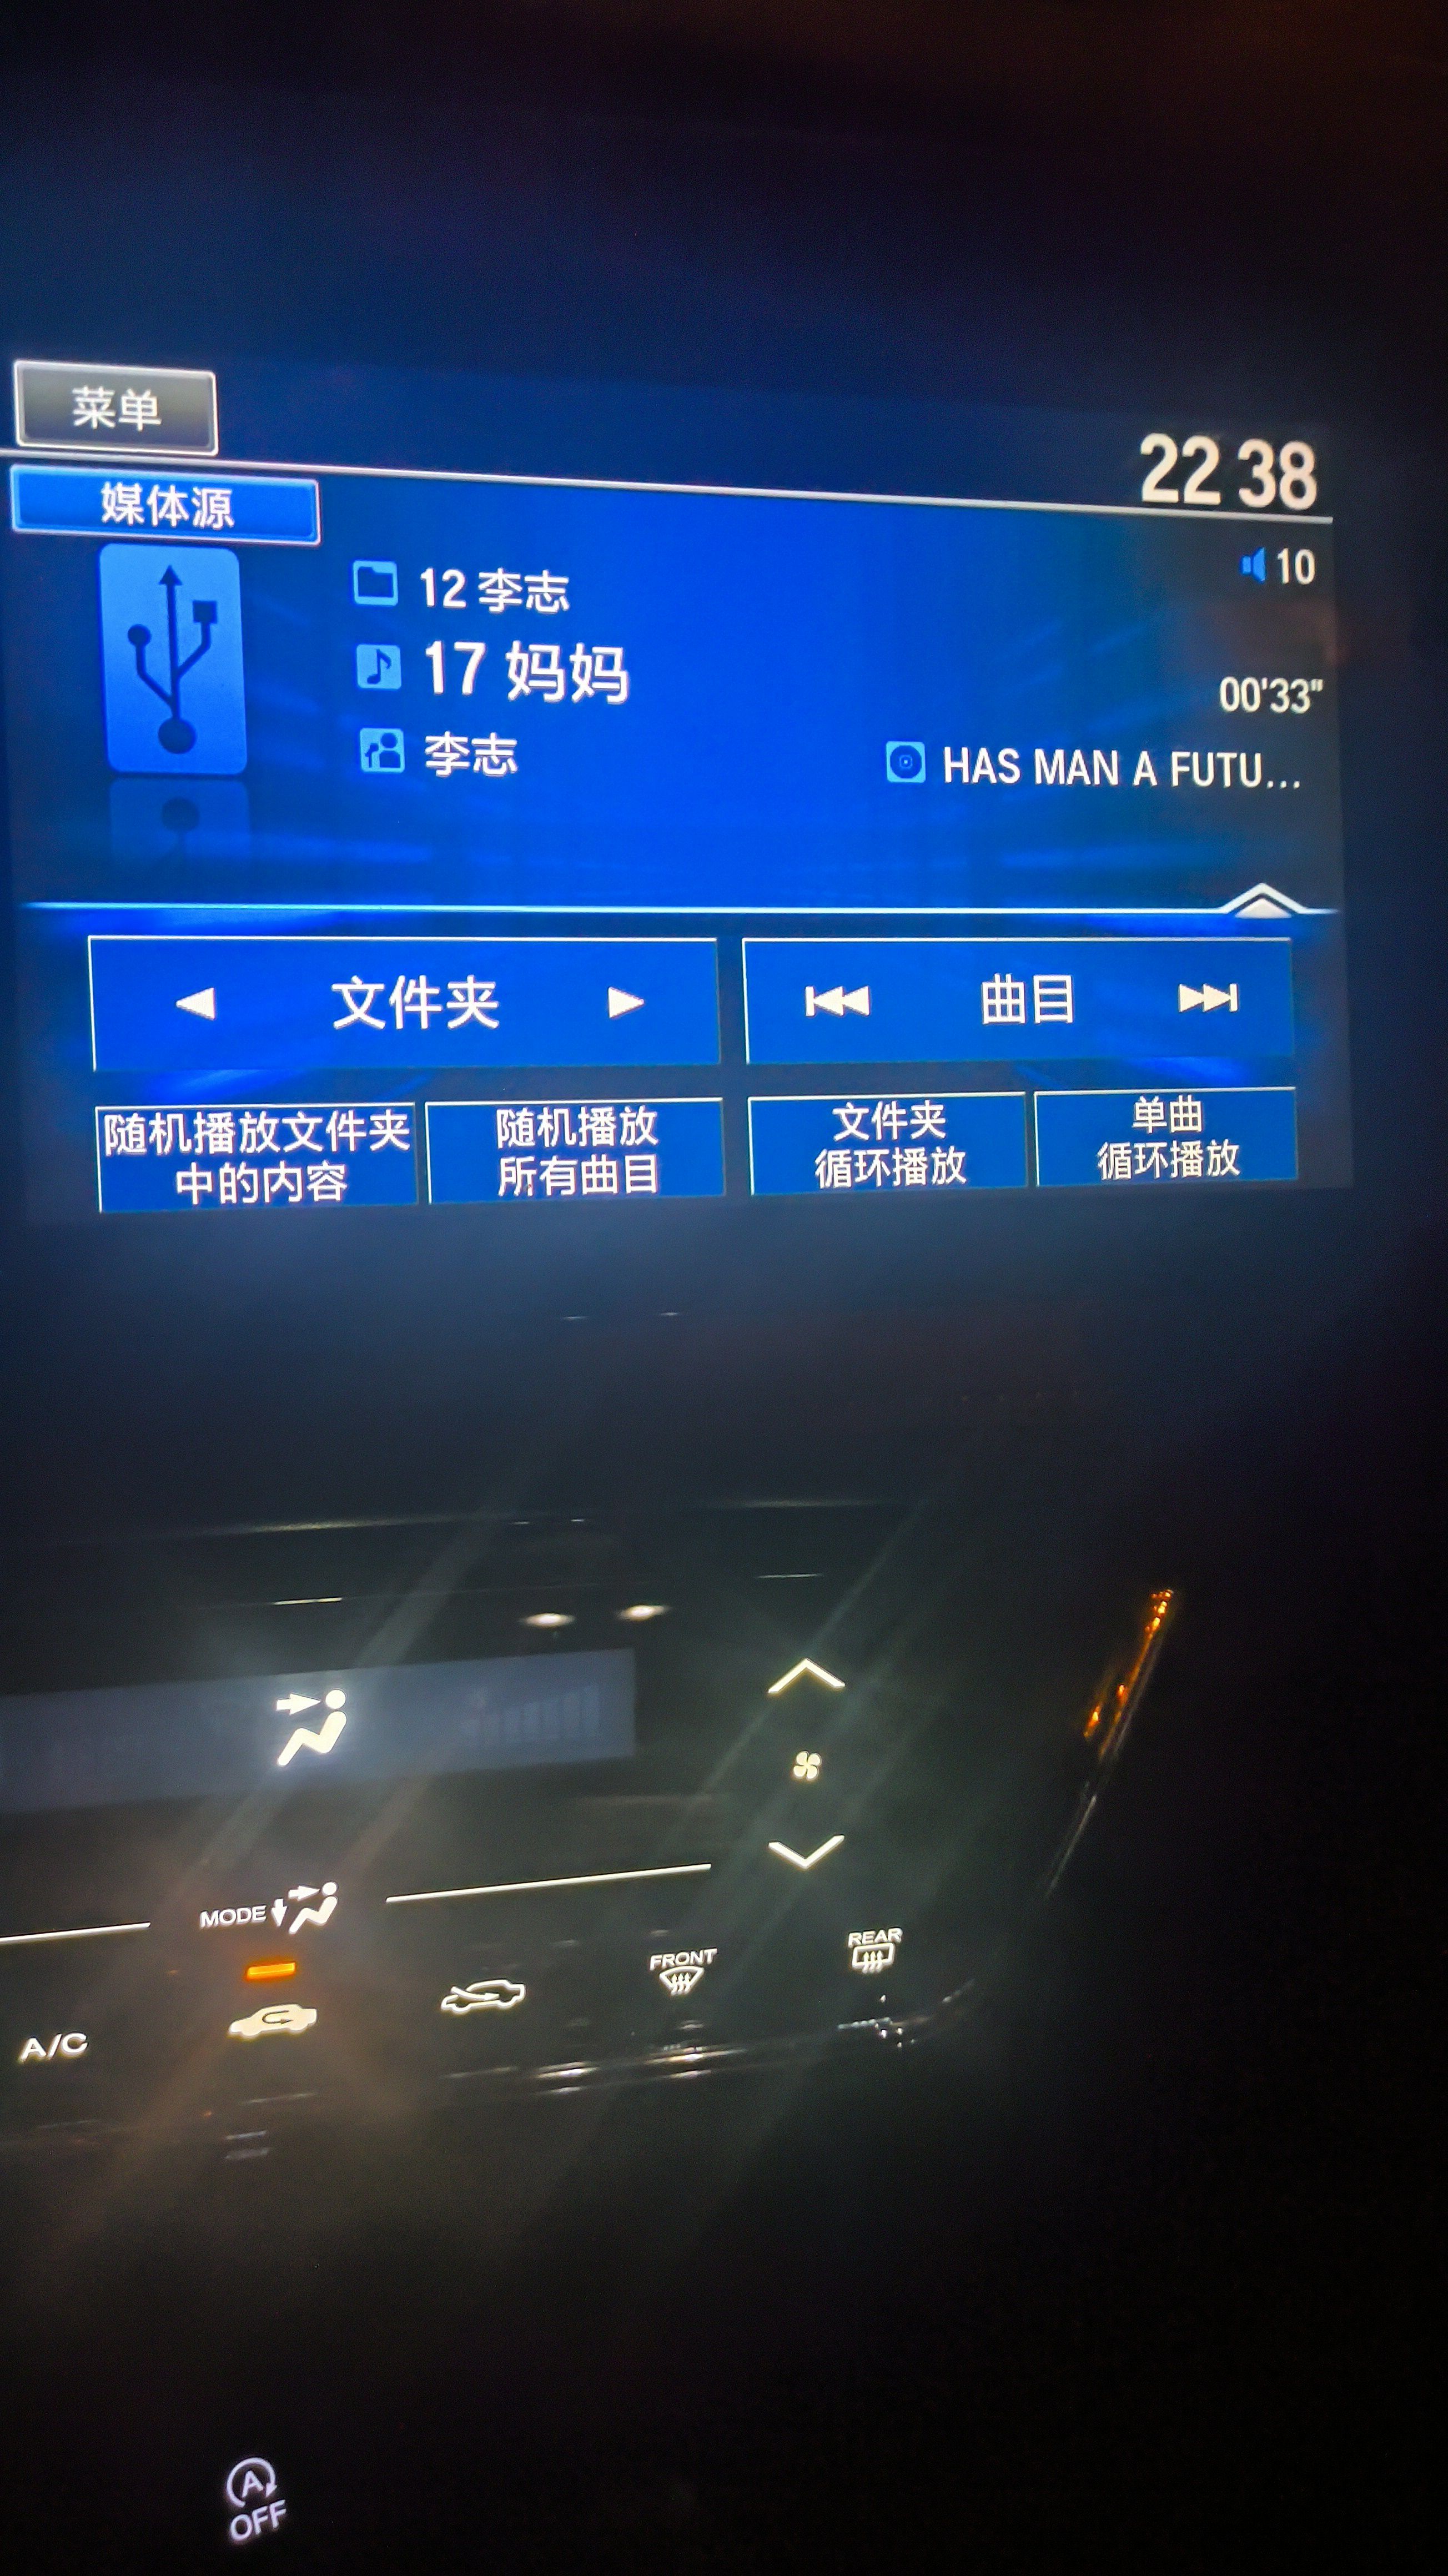 菜单
22 38
媒体源
10
12 李志
17 妈妈
00'33"
李志
HAS MAN A FUTU...
文件夹
曲目
随机播放文件夹
中的内容
随机播放
所有曲目
文件夹
循环播放
单曲
循环播放
MODE
FRONT
REAR
A/C
A
OFF